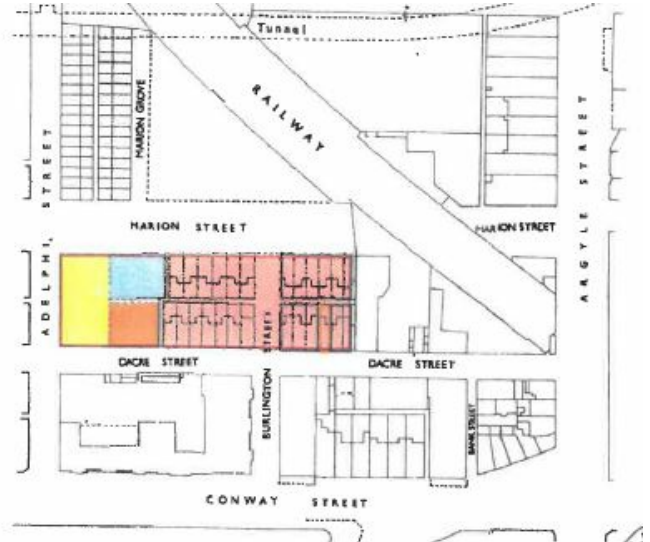 Tunnel
RAILWAY
MARION GROVE
STREET
ADELPHI
ARGYLE STREET
MARION STREET
MARION STREET
STREET
BURLINGTON
DACRE STREET
DACRE STREET
BANK STREET
CONWAY STREET